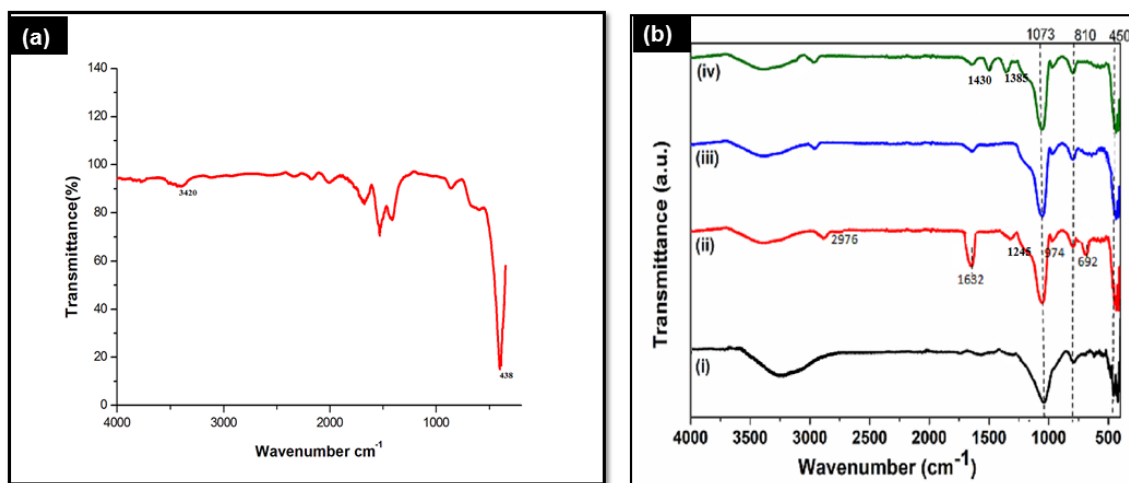 (a)
140
120
100
80
60
40
20
0
Transmittance(%)
3420
438
4000
3000
2000
1000
Wavenumber cm-1
(b)
1073
810
450
(iv)
1430
1385
(iii)
(ii)
2976
1632
1245
974
692
(i)
Transmittance (a.u.)
4000 3500 3000 2500 2000 1500 1000 500
Wavenumber (cm-1)